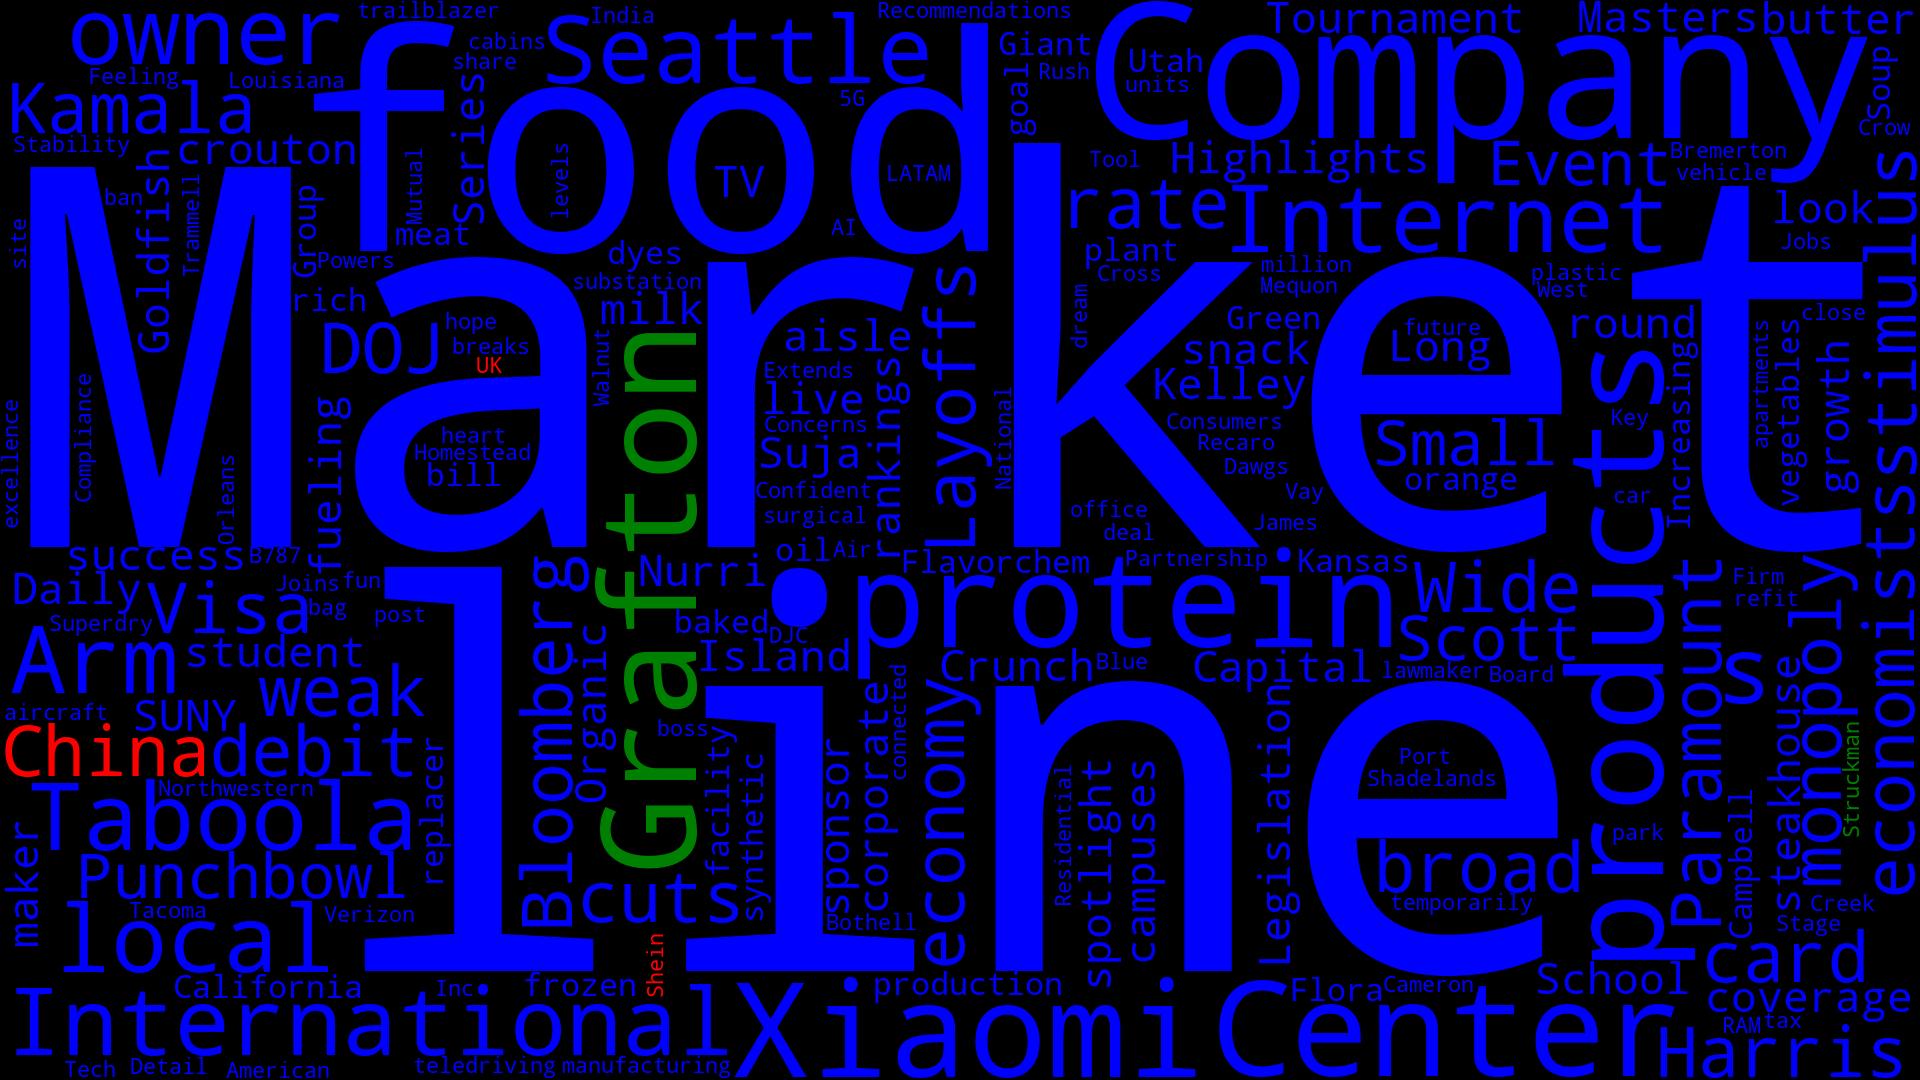 owner
trailblazer
India
Seattle
Recommendations
Tournament
Masters
butter
cabins
share
Giant
Rush
Utah
units
Company
Feeling
Louisiana
Kamala
food
5G
goal
Soup
Crow
Stability
crouton
Series
Mutual
levels
TV
LATAM
AI
Tool
Highlights
Event
Bremerton
vehicle
ban
Goldfish
Trammell
Group
meat
site
Powers
rich
dyes
substation
milk
rate
Internet
look
Jobs
plant
Cross
million
Mequon
plastic
West
close
economistsstimulus
Market
DOJ
hope
breaks
UK
Walnut
aisle
Extends
live
Concerns
Suja
Confident
surgical
rankings
Layoffs
dream
Green
snack
Kelley
future
Long
round
Consumers
Recaro
Dawgs
Vay
James
National
office
deal
Small
orange
Key
car
Increasing
apartments
vegetables
growth
excellence
Compliance
Orleans
fueling
heart
Homestead
bill
Grafton
products
success
B787
Daily
Visa
Joins
fun
bag
post
Superdry
Nurri
oil
Air
Flavorchem
Partnership
Kansas
protein
Wide
Firm
refit
Arm
student
weak
Bloomberg
Organic
baked
DJC
Island
Crunch
Blue
Capital
Scott
lawmaker
Board
s
Paramount
monopoly
aircraft
SUNY
China
debit
boss
facility
synthetic
sponsor
corporate
connected
economy
Residential
spotlight
campuses
Legislation
Port
Shadelands
park
steakhouse
Struckman
Northwestern
Taboola
replacer
line
Punchbowl
maker
Tacoma
Verizon
local
cuts
Bothell
broad
temporarily
Campbell
Creek
Stage
card
California
Inc
frozen
Shein
production
Flora
Cameron
School
coverage
International
Xiaomi
Center
RAM
tax
Harris
Tech
Detail
American
teledriving
manufacturing